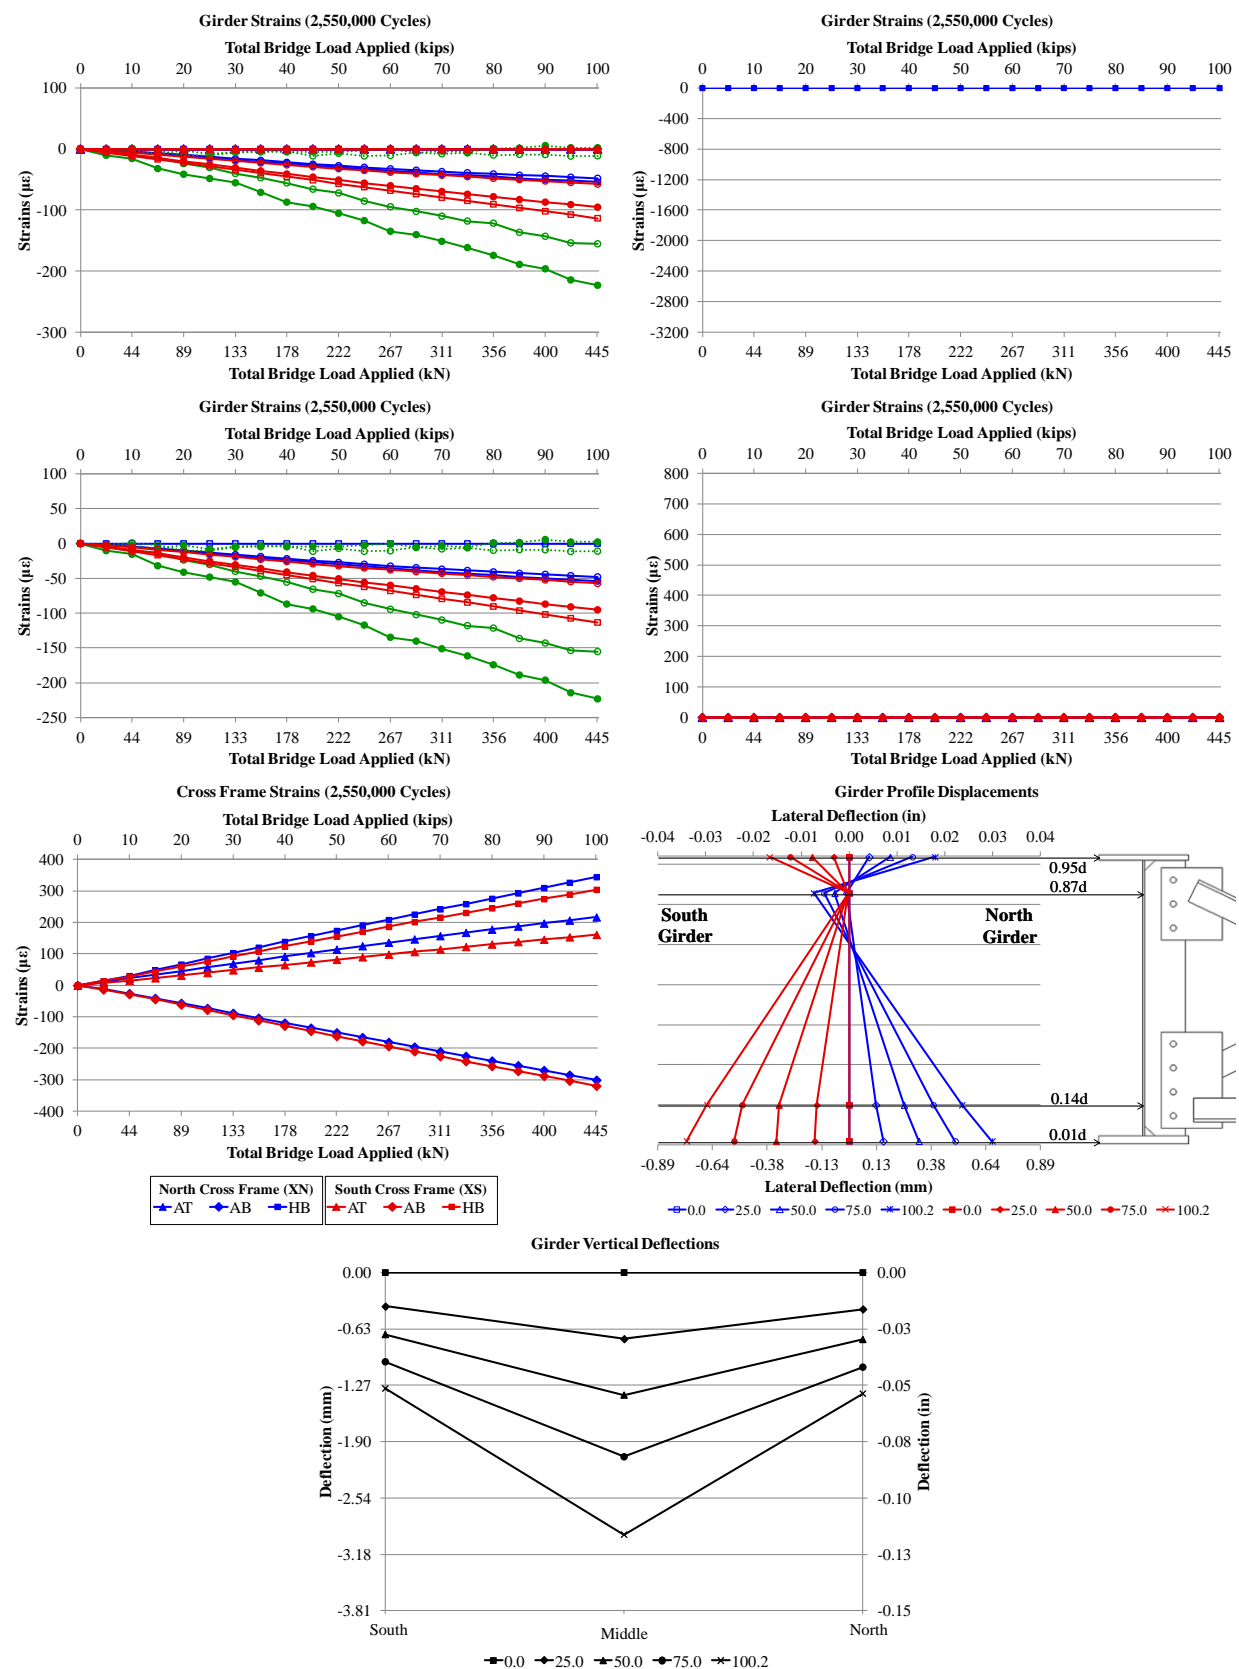 Girder Strains (2,550,000 Cycles)
Total Bridge Load Applied (kips)
0 10 20 30 40 50 60 70 80 90 100
100
0
-100
-200
-300
Strains (με)
0 44 89 133 178 222 267 311 356 400 445
Total Bridge Load Applied (kN)
Girder Strains (2,550,000 Cycles)
Total Bridge Load Applied (kips)
0 10 20 30 40 50 60 70 80 90 100
0
-400
-800
-1200
-1600
-2000
-2400
-2800
-3200
Strains (με)
0 44 89 133 178 222 267 311 356 400 445
Total Bridge Load Applied (kN)
Girder Strains (2,550,000 Cycles)
Total Bridge Load Applied (kips)
0 10 20 30 40 50 60 70 80 90 100
100
50
0
-50
-100
-150
-200
-250
Strains (με)
0 44 89 133 178 222 267 311 356 400 445
Total Bridge Load Applied (kN)
Girder Strains (2,550,000 Cycles)
Total Bridge Load Applied (kips)
0 10 20 30 40 50 60 70 80 90 100
800
700
600
500
400
300
200
100
0
Strains (με)
0 44 89 133 178 222 267 311 356 400 445
Total Bridge Load Applied (kN)
Cross Frame Strains (2,550,000 Cycles)
Total Bridge Load Applied (kips)
0 10 20 30 40 50 60 70 80 90 100
400
300
200
100
0
-100
-200
-300
-400
Strains (με)
0 44 89 133 178 222 267 311 356 400 445
Total Bridge Load Applied (kN)
North Cross Frame (XN)
AT AB HB
South Cross Frame (XS)
AT AB HB
Girder Profile Displacements
Lateral Deflection (in)
-0.04 -0.03 -0.02 -0.01 0.00 0.01 0.02 0.03 0.04
0.95d
0.87d
South
Girder
North
Girder
0.14d
0.01d
-0.89 -0.64 -0.38 -0.13 0.13 0.38 0.64 0.89
Lateral Deflection (mm)
0.0 25.0 50.0 75.0 100.2 0.0 25.0 50.0 75.0 100.2
Girder Vertical Deflections
0.00
-0.63
-1.27
-1.90
-2.54
-3.18
-3.81
Deflection (mm)
0.00
-0.03
-0.05
-0.08
-0.10
-0.13
-0.15
Deflection (in)
South Middle North
0.0 25.0 50.0 75.0 100.2